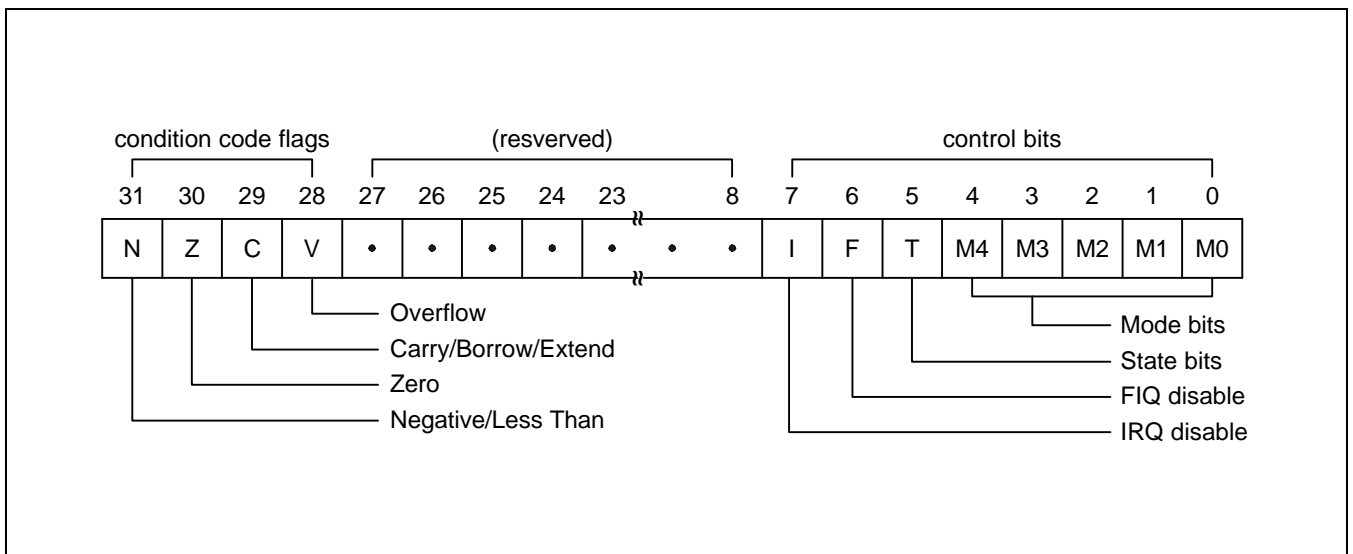 condition code flags (resverved) control bits
31 30 29 28 27 26 25 24 23 8 7 6 5 4 3 2 1 0
N Z C V • • • • • • • I F T M4 M3 M2 M1 M0
Overflow
Mode bits
Carry/Borrow/Extend
State bits
Zero
FIQ disable
Negative/Less Than
IRQ disable